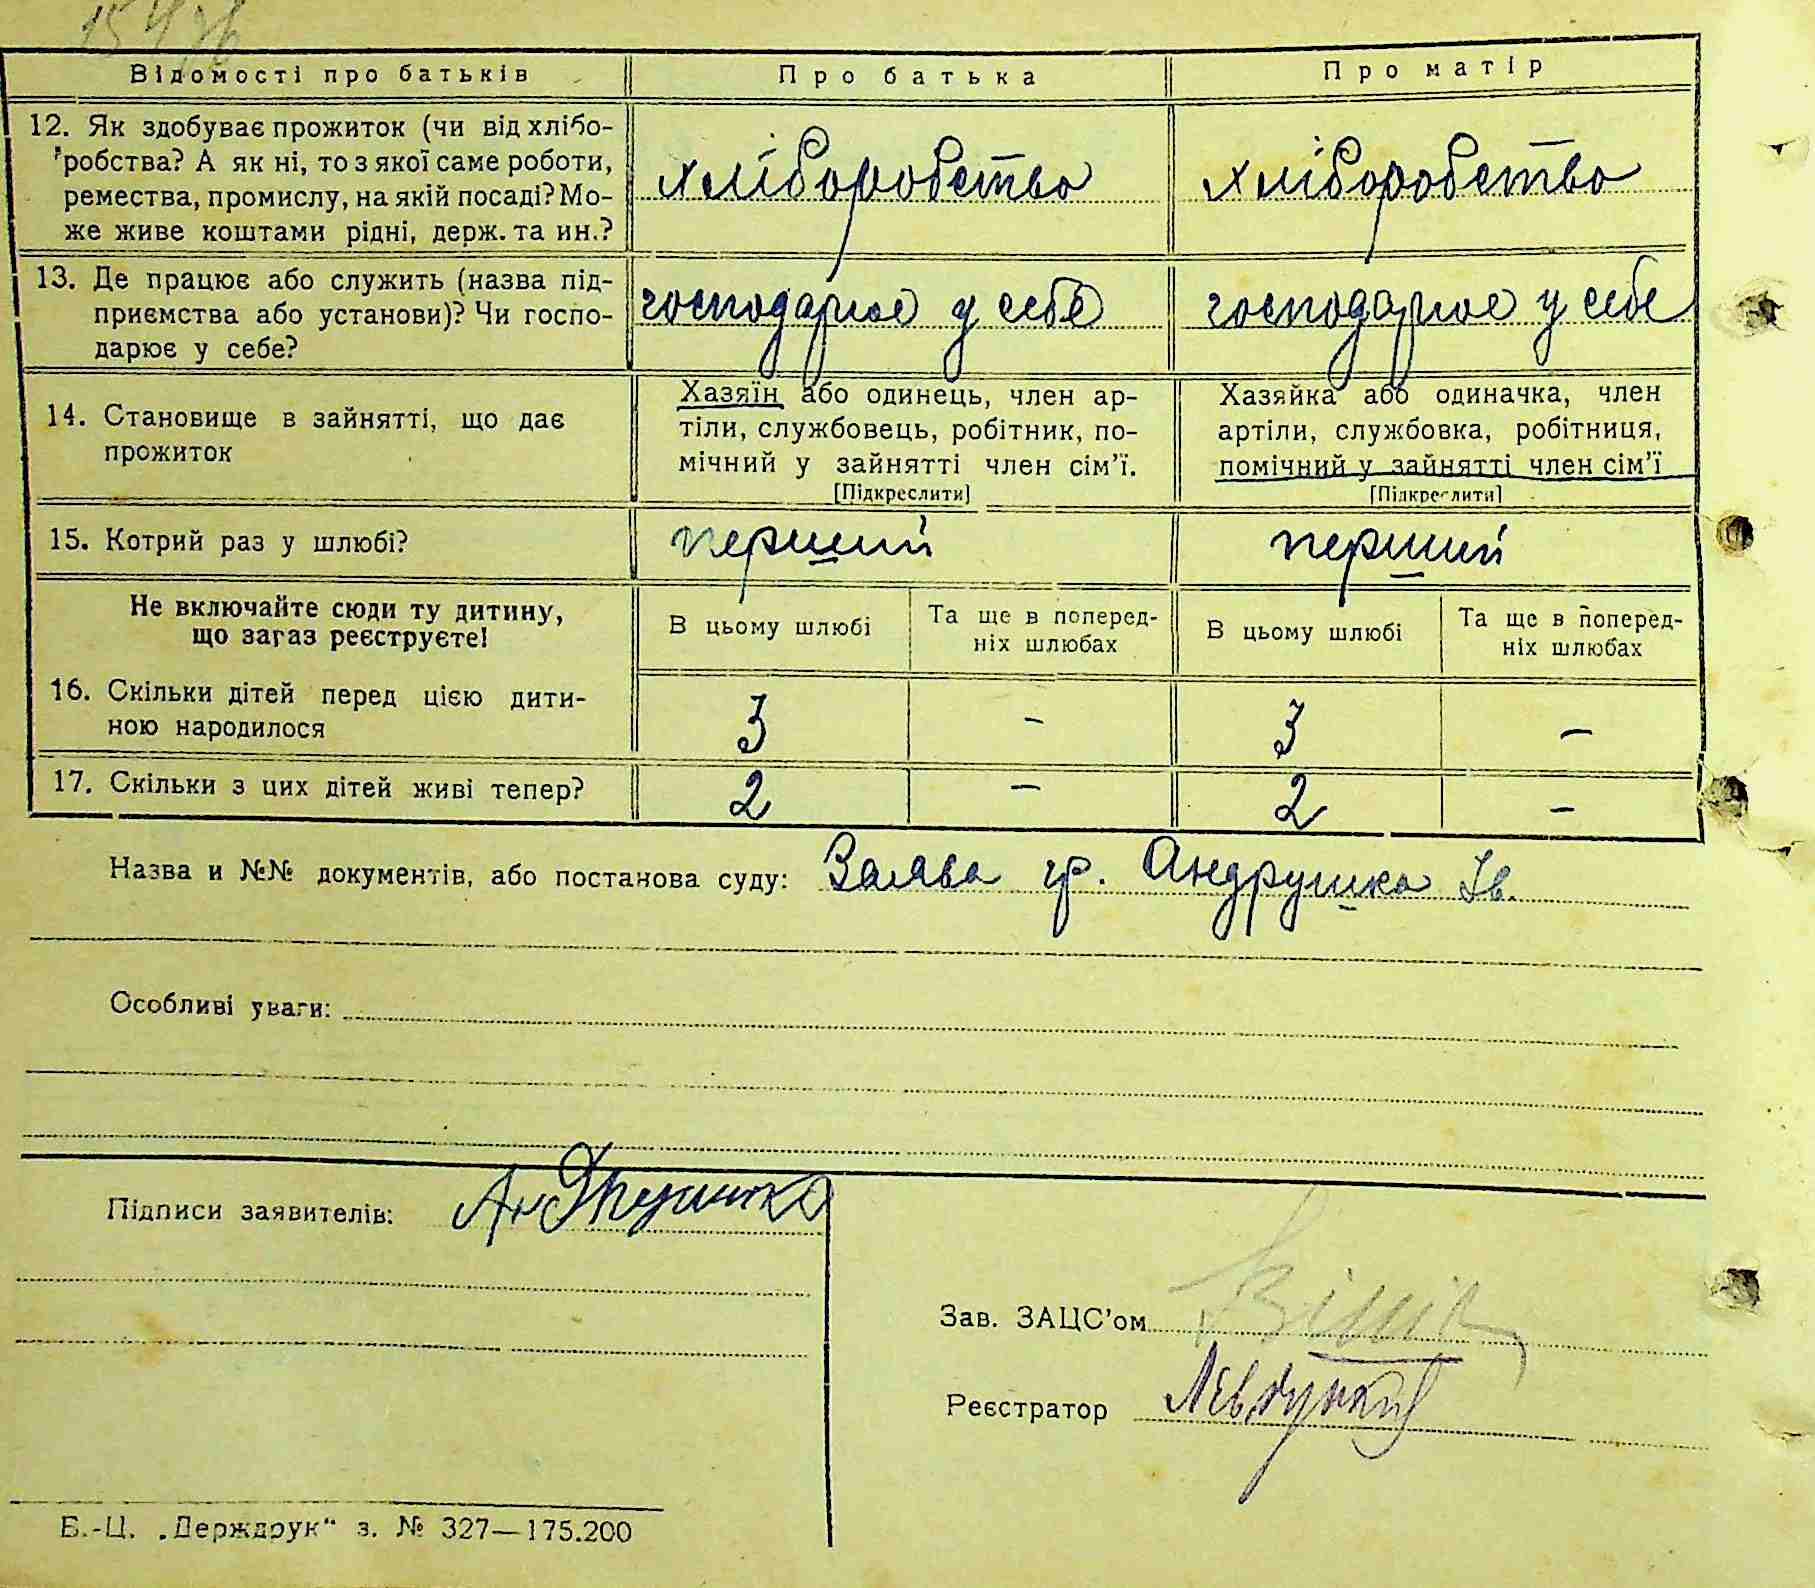 15476
Відомості про батьків Про батька Про матір
12. Як здобуває прожиток (чи від хлібо-
робства? А як ні, то з якої саме роботи,
ремества, промислу, на якій посаді? Мо-
же живе коштами рідні, держ. та ин.?
хліборобство хліборобство
13. Де працює або служить (назва під-
приємства або установи)? Чи госпо-
дарює у себе?
господарює у себе господарює у себе
14. Становище в зайнятті, що дає
прожиток
Хазяїн або одинець, член ар-
тіли, службовець, робітник, по-
мічний у зайнятті член сім'ї.
[Підкреслити]
Хазяйка або одиначка, член
артіли, службовка, робітниця,
помічний у зайнятті член сім'ї
[Підкреслити]
15. Котрий раз у шлюбі? перший перший
Не включайте сюди ту дитину,
що загаз реєструєте!
В цьому шлюбі
Та ще в поперед-
ніх шлюбах
В цьому шлюбі
Та ще в поперед-
ніх шлюбах
16. Скільки дітей перед цією дити-
ною народилося
3 – 3 –
17. Скільки з цих дітей живі тепер? 2 – 2 –
Назва и №№ документів, або постанова суду: Заява гр. Андрушка Ів.
Особливі уваги:
Підписи заявителів: Андрушка
Зав. ЗАЦС'ом
Реєстратор
Б.-Ц. „Держдрук" з. № 327—175.200